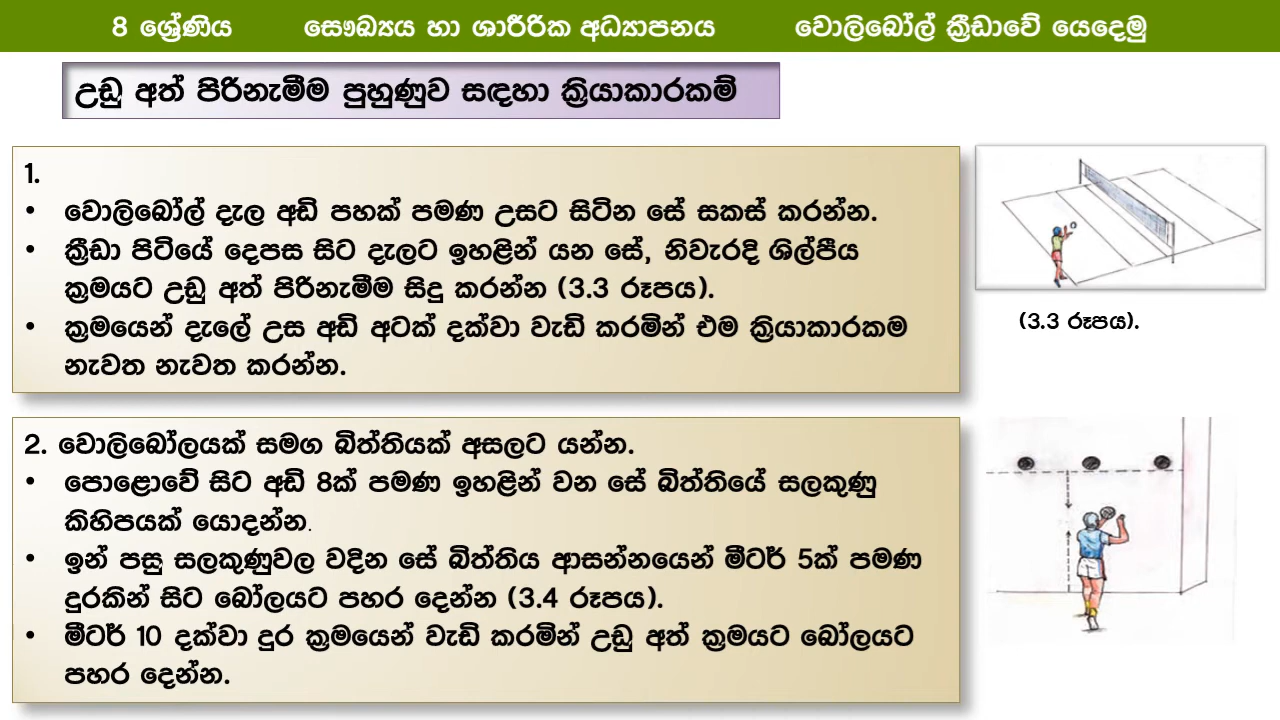 8 ශ්‍රේණිය සෞඛ්‍යය හා ශාරීරික අධ්‍යාපනය වොලිබෝල් ක්‍රීඩාවේ යෙදෙමු
උඩු අත් පිරිනැමීම පුහුණුව සඳහා ක්‍රියාකාරකම්
1.
• වොලිබෝල් දැල අඩි පහක් පමණ උසට සිටින සේ සකස් කරන්න.
• ක්‍රීඩා පිටියේ දෙපස සිට දැලට ඉහළින් යන සේ, නිවැරදි ශිල්පීය
ක්‍රමයට උඩු අත් පිරිනැමීම සිදු කරන්න (3.3 රූපය).
• ක්‍රමයෙන් දැලේ උස අඩි අටක් දක්වා වැඩි කරමින් එම ක්‍රියාකාරකම
නැවත නැවත කරන්න.
(3.3 රූපය).
2. වොලිබෝලයක් සමග බිත්තියක් අසලට යන්න.
• පොළොවේ සිට අඩි 8ක් පමණ ඉහළින් වන සේ බිත්තියේ සලකුණු
කිහිපයක් යොදන්න.
• ඉන් පසු සලකුණුවල වදින සේ බිත්තිය ආසන්නයෙන් මීටර් 5ක් පමණ
දුරකින් සිට බෝලයට පහර දෙන්න (3.4 රූපය).
• මීටර් 10 දක්වා දුර ක්‍රමයෙන් වැඩි කරමින් උඩු අත් ක්‍රමයට බෝලයට
පහර දෙන්න.